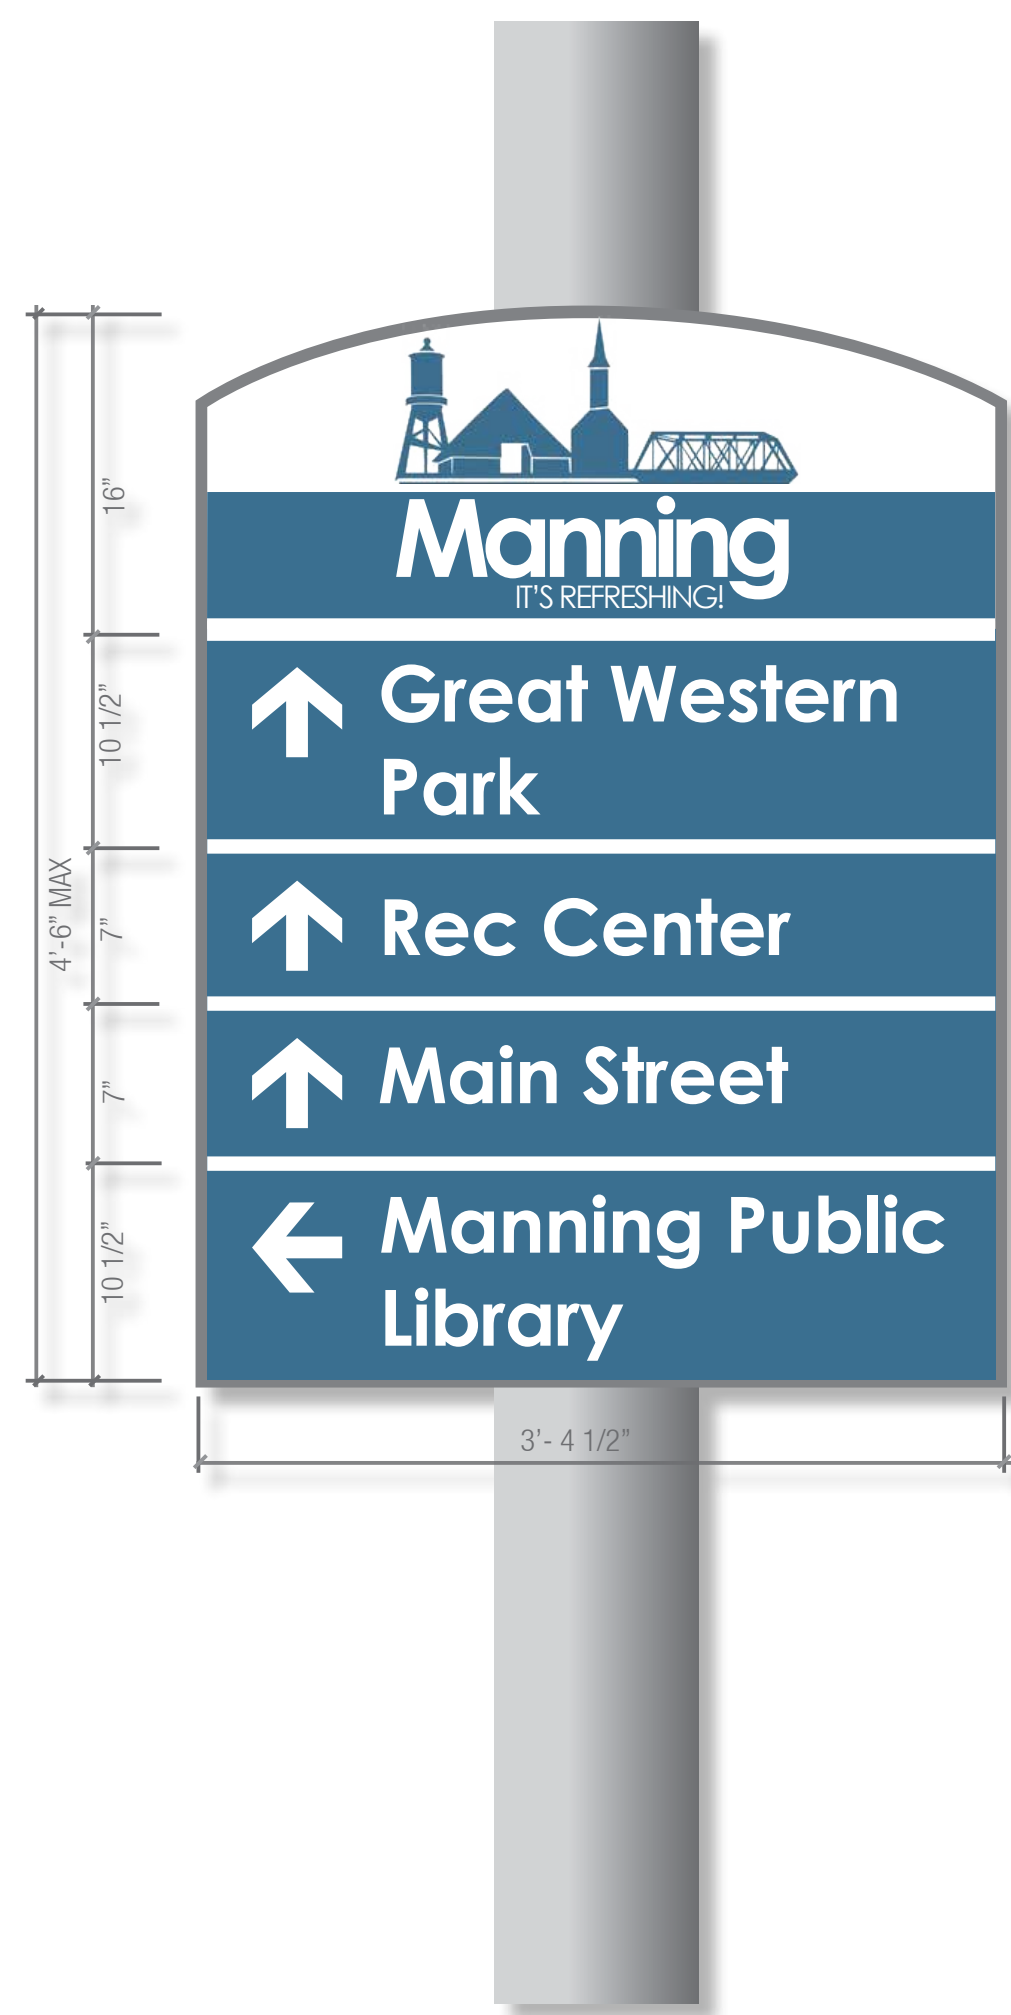 Manning
IT'S REFRESHING!
Great Western
Park
Rec Center
Main Street
Manning Public
Library
16”
10 1/2”
7”
7”
10 1/2”
4’-6” MAX
3’- 4 1/2”